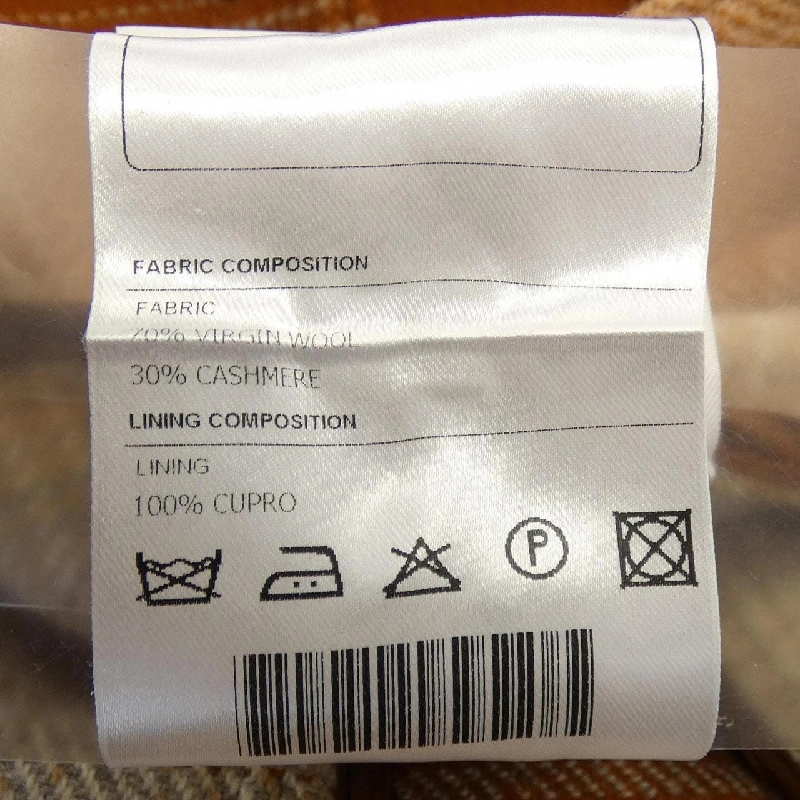 FABRIC COMPOSITION
FABRIC
70% VIRGIN WOOL
30% CASHMERE
LINING COMPOSITION
LINING
100% CUPRO
P